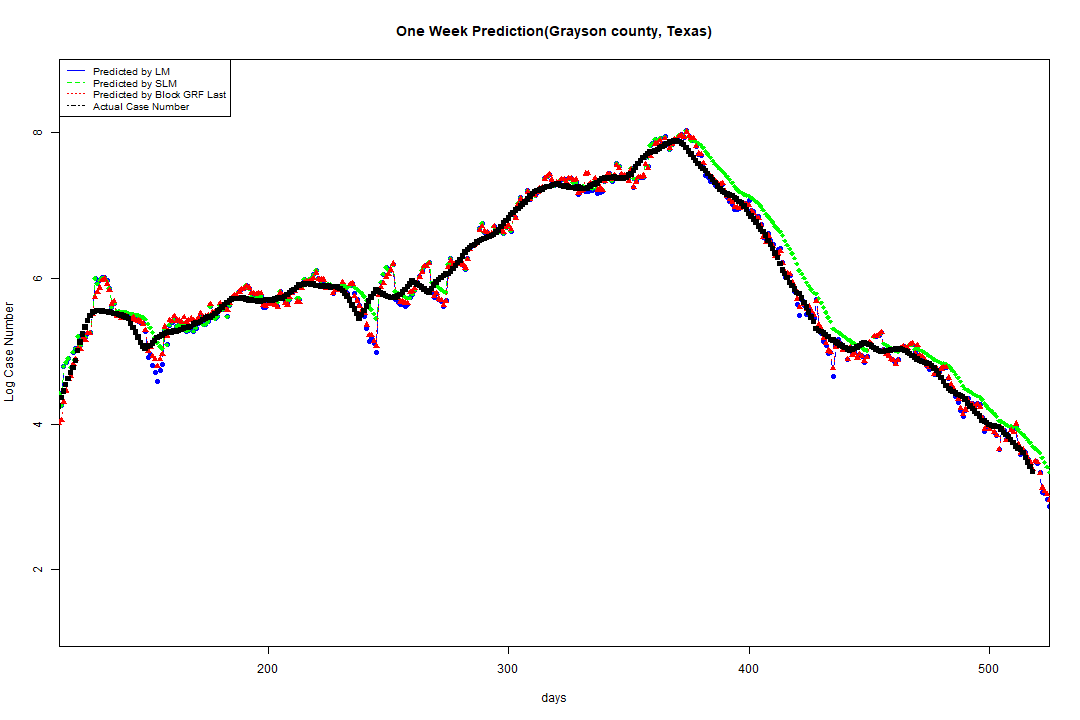 One Week Prediction(Grayson county, Texas)
Predicted by LM
Predicted by SLM
Predicted by Block GRF Last
Actual Case Number
8
6
4
2
Log Case Number
200 300 400 500
days